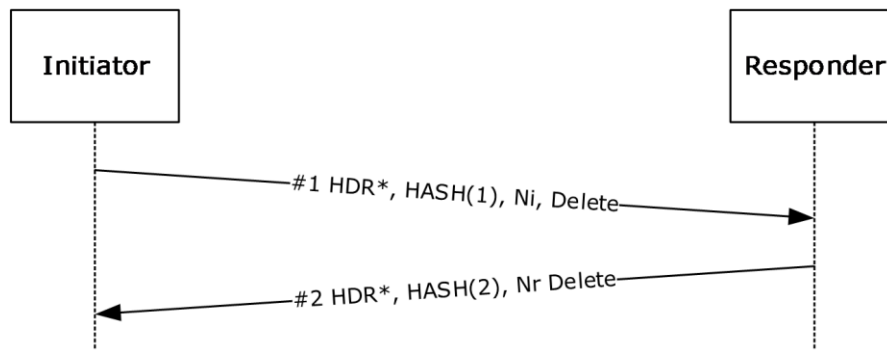 Initiator
Responder
#1 HDR*, HASH(1), Ni, Delete
#2 HDR*, HASH(2), Nr Delete